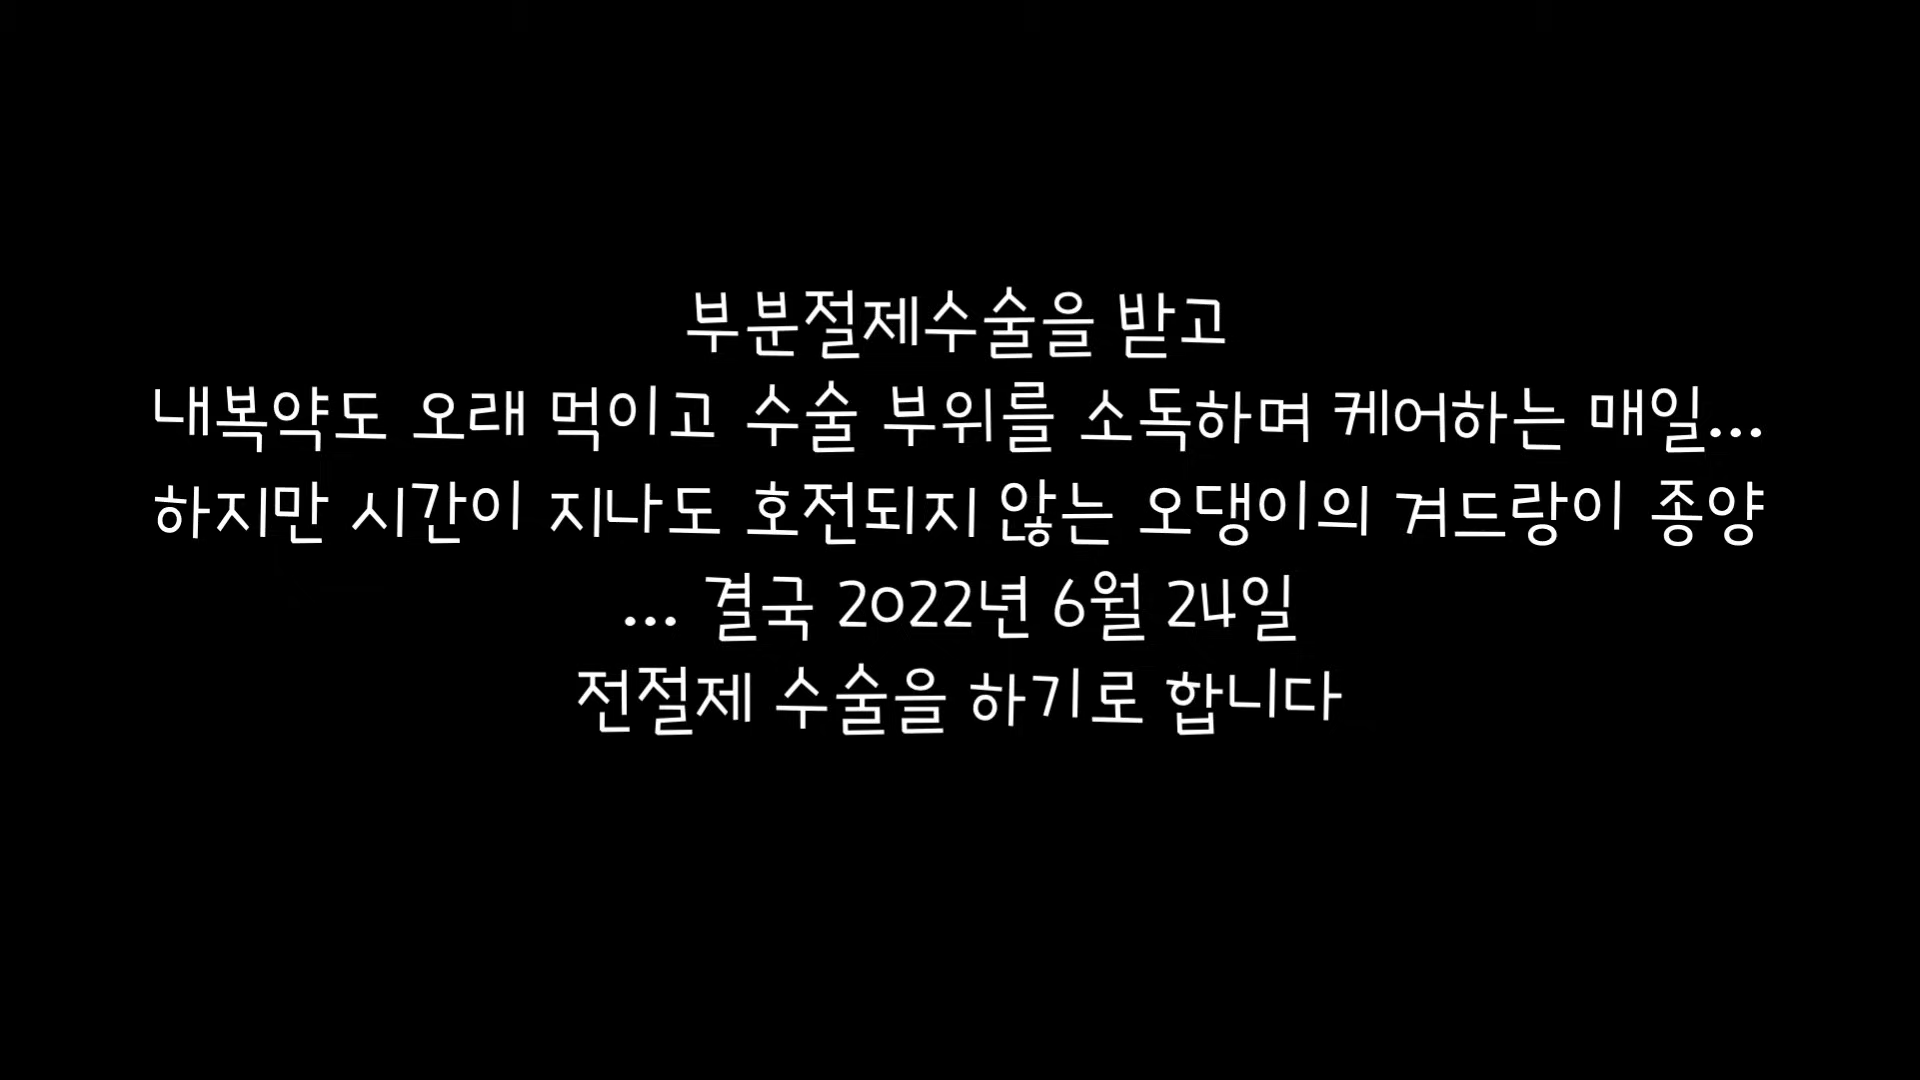 부분절제수술을 받고
내복약도 오래 먹이고 수술 부위를 소독하며 케어하는 매일...
하지만 시간이 지나도 호전되지 않는 오댕이의 겨드랑이 종양
... 결국 2022년 6월 24일
전절제 수술을 하기로 합니다